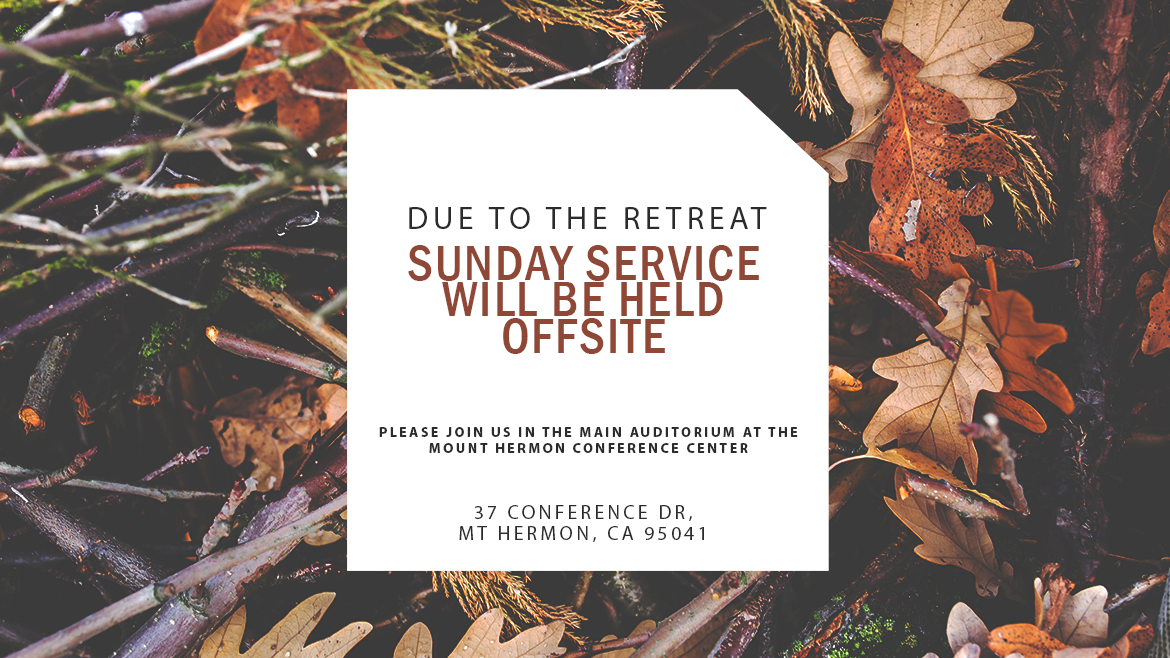 DUE TO THE RETREAT
SUNDAY SERVICE
WILL BE HELD
OFFSITE
PLEASE JOIN US IN THE MAIN AUDITORIUM AT THE
MOUNT HERMON CONFERENCE CENTER
37 CONFERENCE DR,
MT HERMON, CA 95041